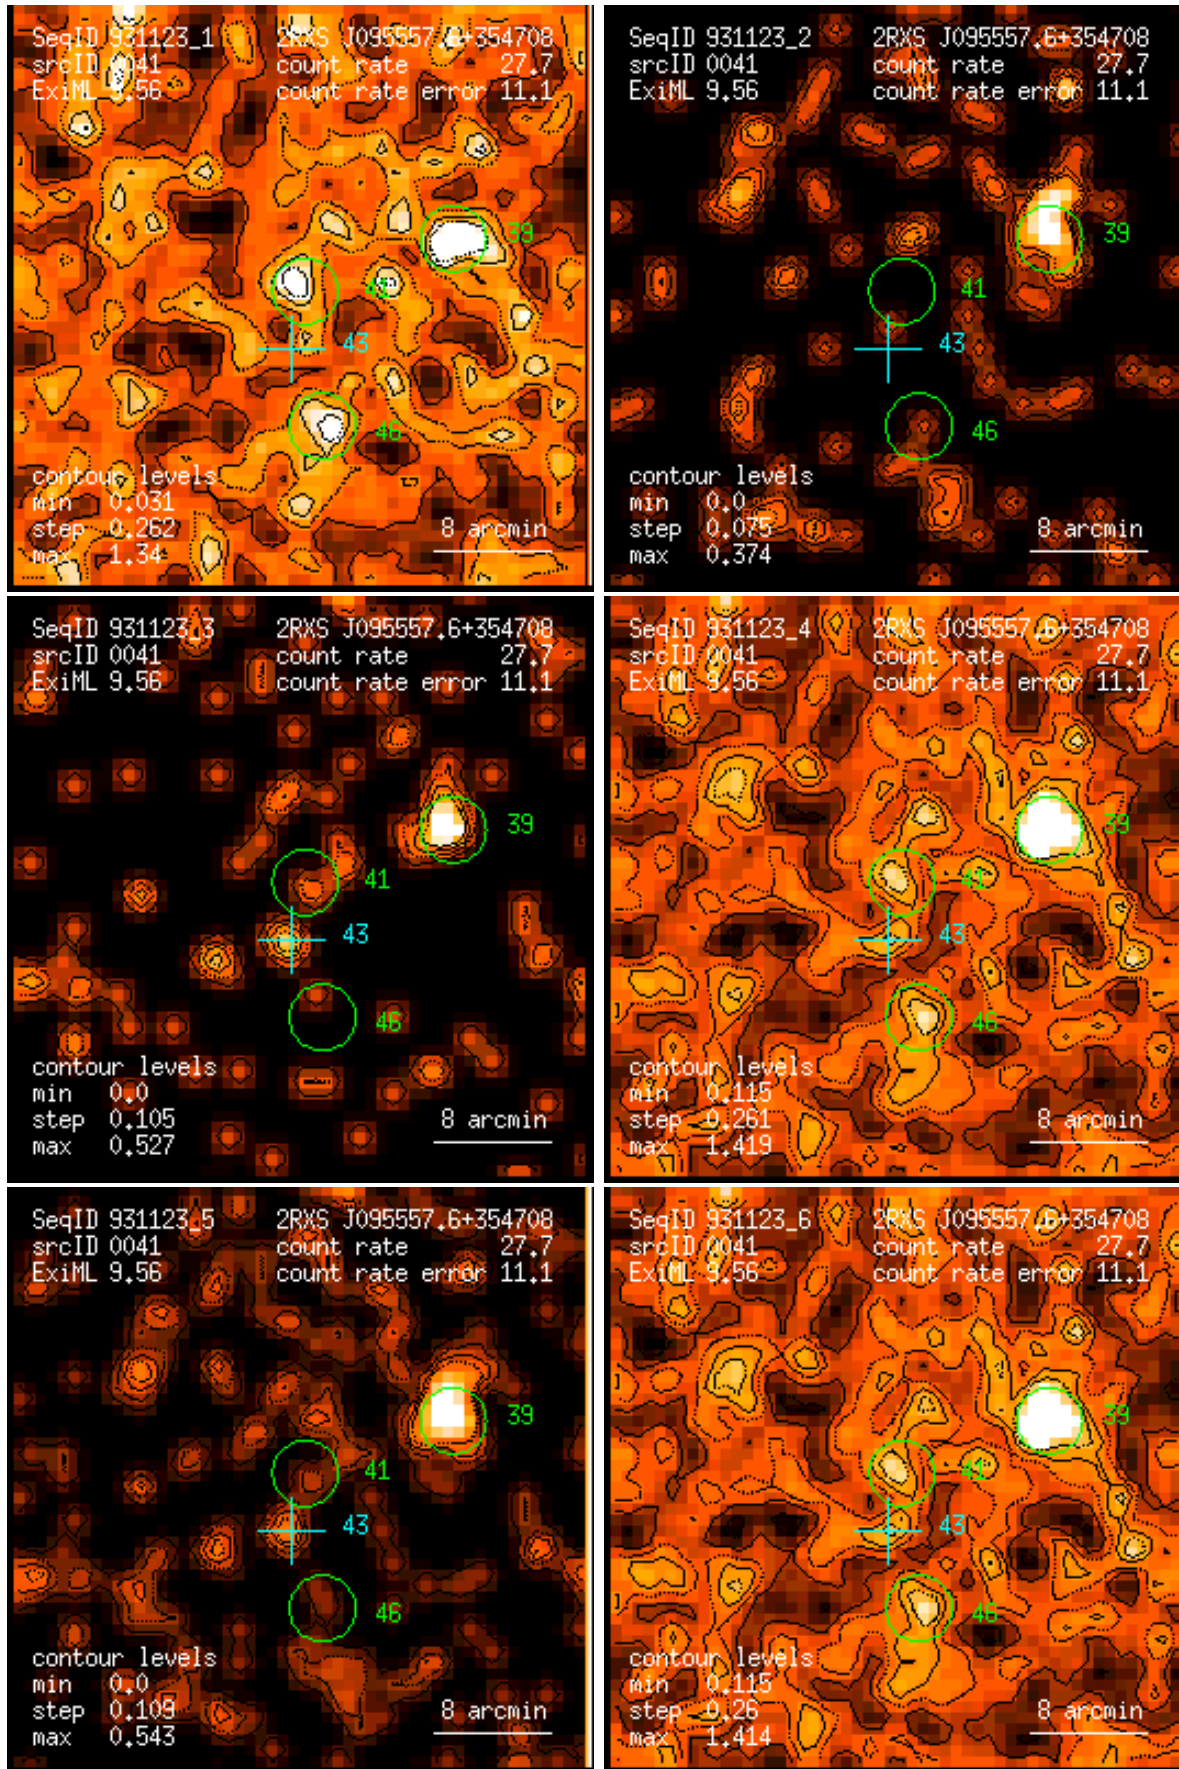 SeqID 931123_1 2RXS J095557.6+354708
srcID 0041 count rate 27.7
ExiML 9.56 count rate error 11.1
39
41
43
46
contour levels
min 0.031
step 0.262 8 arcmin
max 1.34
SeqID 931123_2 2RXS J095557.6+354708
srcID 0041 count rate 27.7
ExiML 9.56 count rate error 11.1
39
41
43
46
contour levels
min 0.0
step 0.075 8 arcmin
max 0.374
SeqID 931123_3 2RXS J095557.6+354708
srcID 0041 count rate 27.7
ExiML 9.56 count rate error 11.1
39
41
43
46
contour levels
min 0.0
step 0.105 8 arcmin
max 0.527
SeqID 931123_4 2RXS J095557.6+354708
srcID 0041 count rate 27.7
ExiML 9.56 count rate error 11.1
39
41
43
46
contour levels
min 0.115
step 0.261 8 arcmin
max 1.419
SeqID 931123_5 2RXS J095557.6+354708
srcID 0041 count rate 27.7
ExiML 9.56 count rate error 11.1
39
41
43
46
contour levels
min 0.0
step 0.109 8 arcmin
max 0.543
SeqID 931123_6 2RXS J095557.6+354708
srcID 0041 count rate 27.7
ExiML 9.56 count rate error 11.1
39
41
43
46
contour levels
min 0.115
step 0.26 8 arcmin
max 1.414